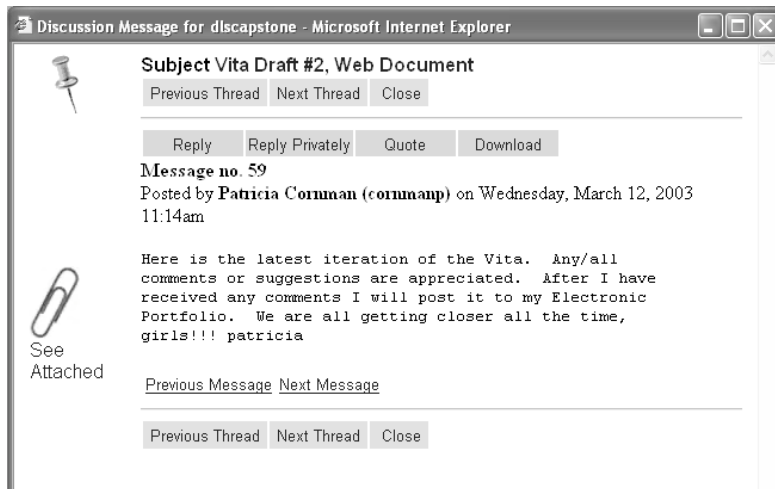 Discussion Message for dlscapstone - Microsoft Internet Explorer
Subject Vita Draft #2, Web Document
Previous Thread Next Thread Close
Reply Reply Privately Quote Download
Message no. 59
Posted by Patricia Cornman (cornmanp) on Wednesday, March 12, 2003
11:14am
Here is the latest iteration of the Vita. Any/all
comments or suggestions are appreciated. After I have
received any comments I will post it to my Electronic
Portfolio. We are all getting closer all the time,
girls!!! patricia
See
Attached
Previous Message Next Message
Previous Thread Next Thread Close